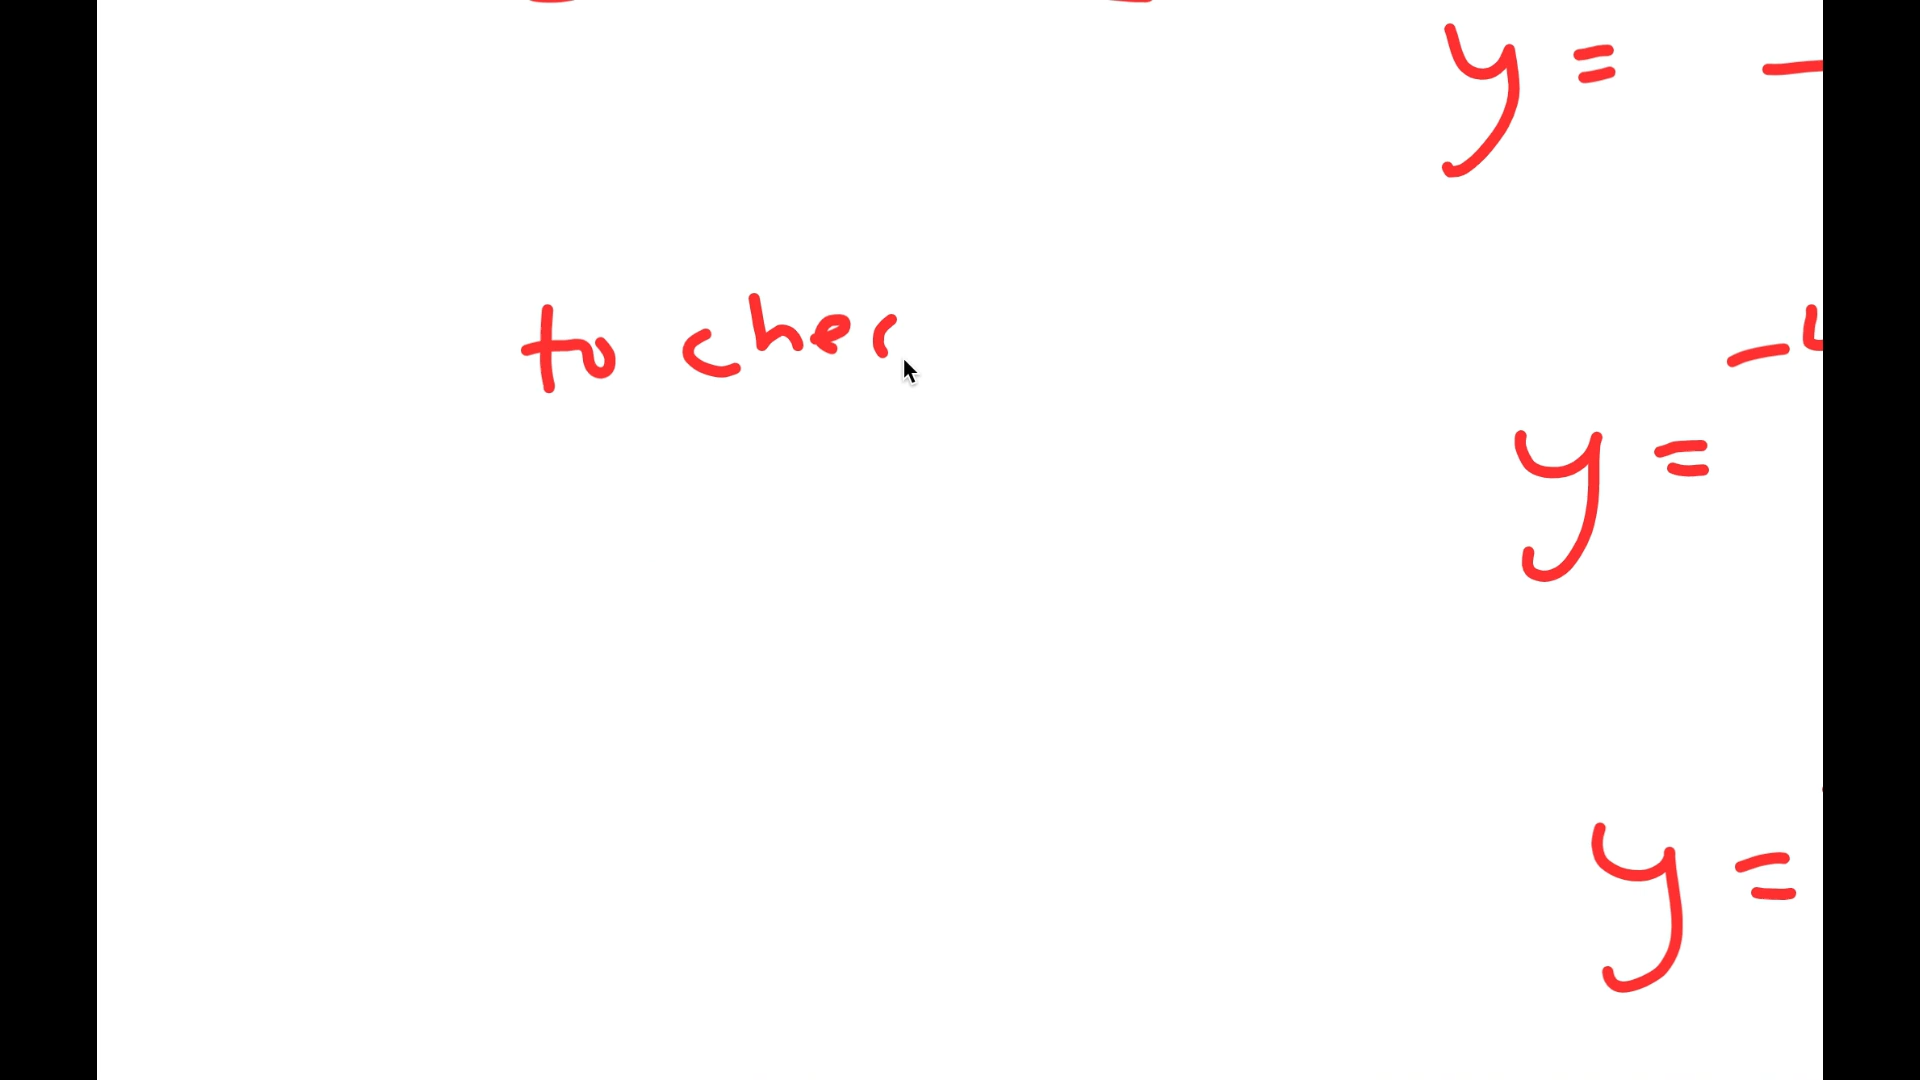 y = -
to chec
-
y =
y =